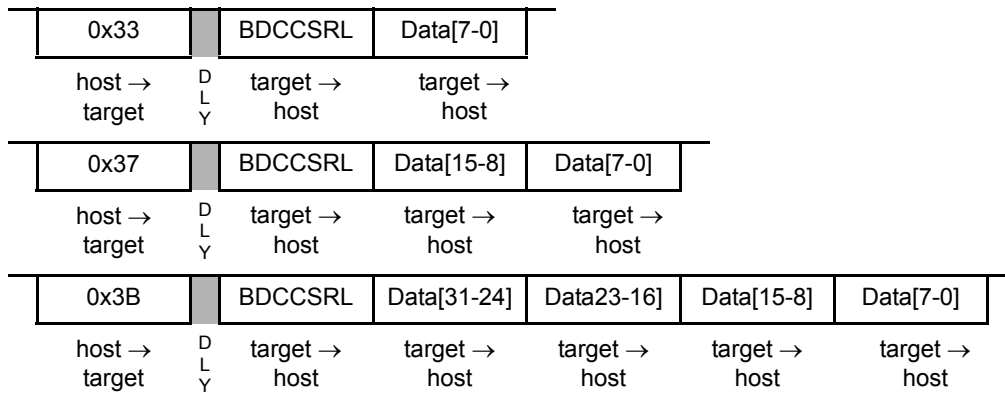 0x33 BDCCSRL Data[7-0]
host → D target → target →
target L host host
Y
0x37 BDCCSRL Data[15-8] Data[7-0]
host → D target → target → target →
target L host host host
Y
0x3B BDCCSRL Data[31-24] Data23-16] Data[15-8] Data[7-0]
host → D target → target → target → target → target →
target L host host host host host
Y